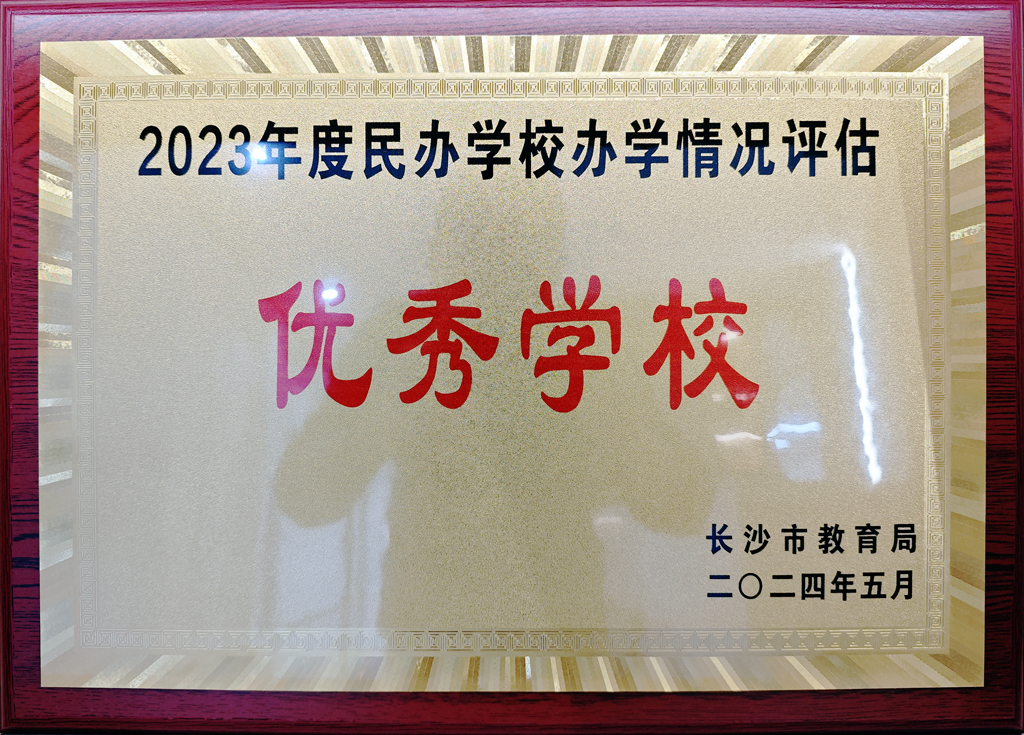 2023年度民办学校办学情况评估
优秀学校
长沙市教育局
二〇二四年五月